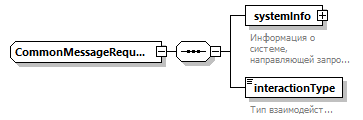 systemInfo
Информация о
системе,
направляющей запро...
CommonMessageRequ...
interactionType
Тип взаимодейст...